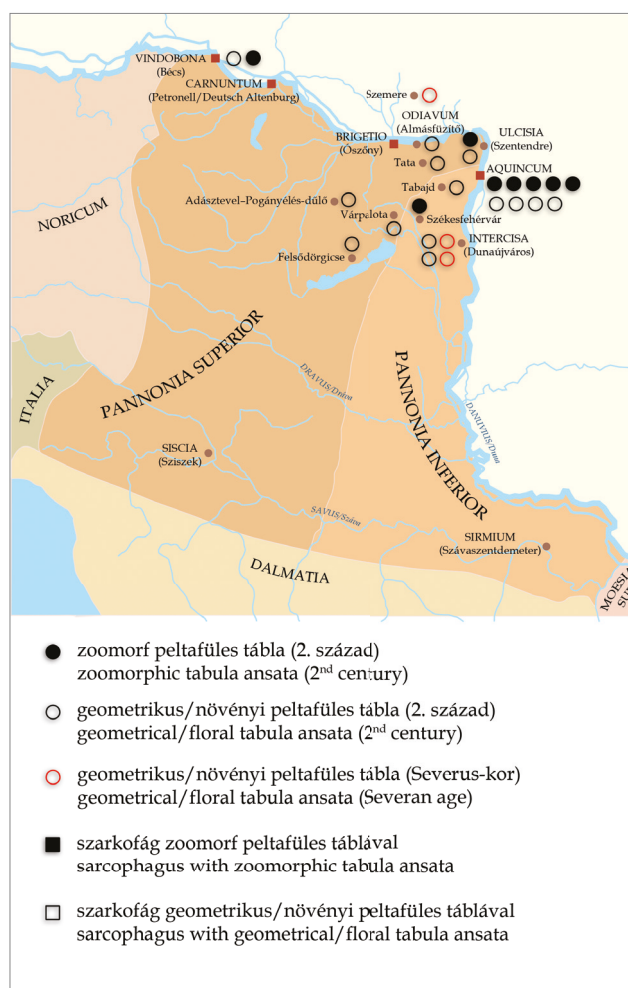 VINDOBONA
(Bécs)
CARNUNTUM
(Petronell/Deutsch Altenburg)
Szemere
ODIAVUM
(Almásfüzitő)
BRIGETIO
(Ószőny)
ULCISIA
(Szentendre)
Tata
AQUINCUM
Tabajd
NORICUM
Adásztevel–Pogányélés-dűlő
Várpalota
Székesfehérvár
Felsődörgicse
INTERCISA
(Dunaújváros)
PANNONIA SUPERIOR
ITALIA
DRAVUS/Dráva
PANNONIA INFERIOR
DANUVIUS/Duna
SISCIA
(Sziszek)
SAVUS/Száva
SIRMIUM
(Szávaszentdemeter)
DALMATIA
MOESIA
SU
zoomorf peltafüles tábla (2. század)
zoomorphic tabula ansata (2nd century)
geometrikus/növényi peltafüles tábla (2. század)
geometrical/floral tabula ansata (2nd century)
geometrikus/növényi peltafüles tábla (Severus-kor)
geometrical/floral tabula ansata (Severan age)
szarkofág zoomorf peltafüles táblával
sarcophagus with zoomorphic tabula ansata
szarkofág geometrikus/növényi peltafüles táblával
sarcophagus with geometrical/floral tabula ansata